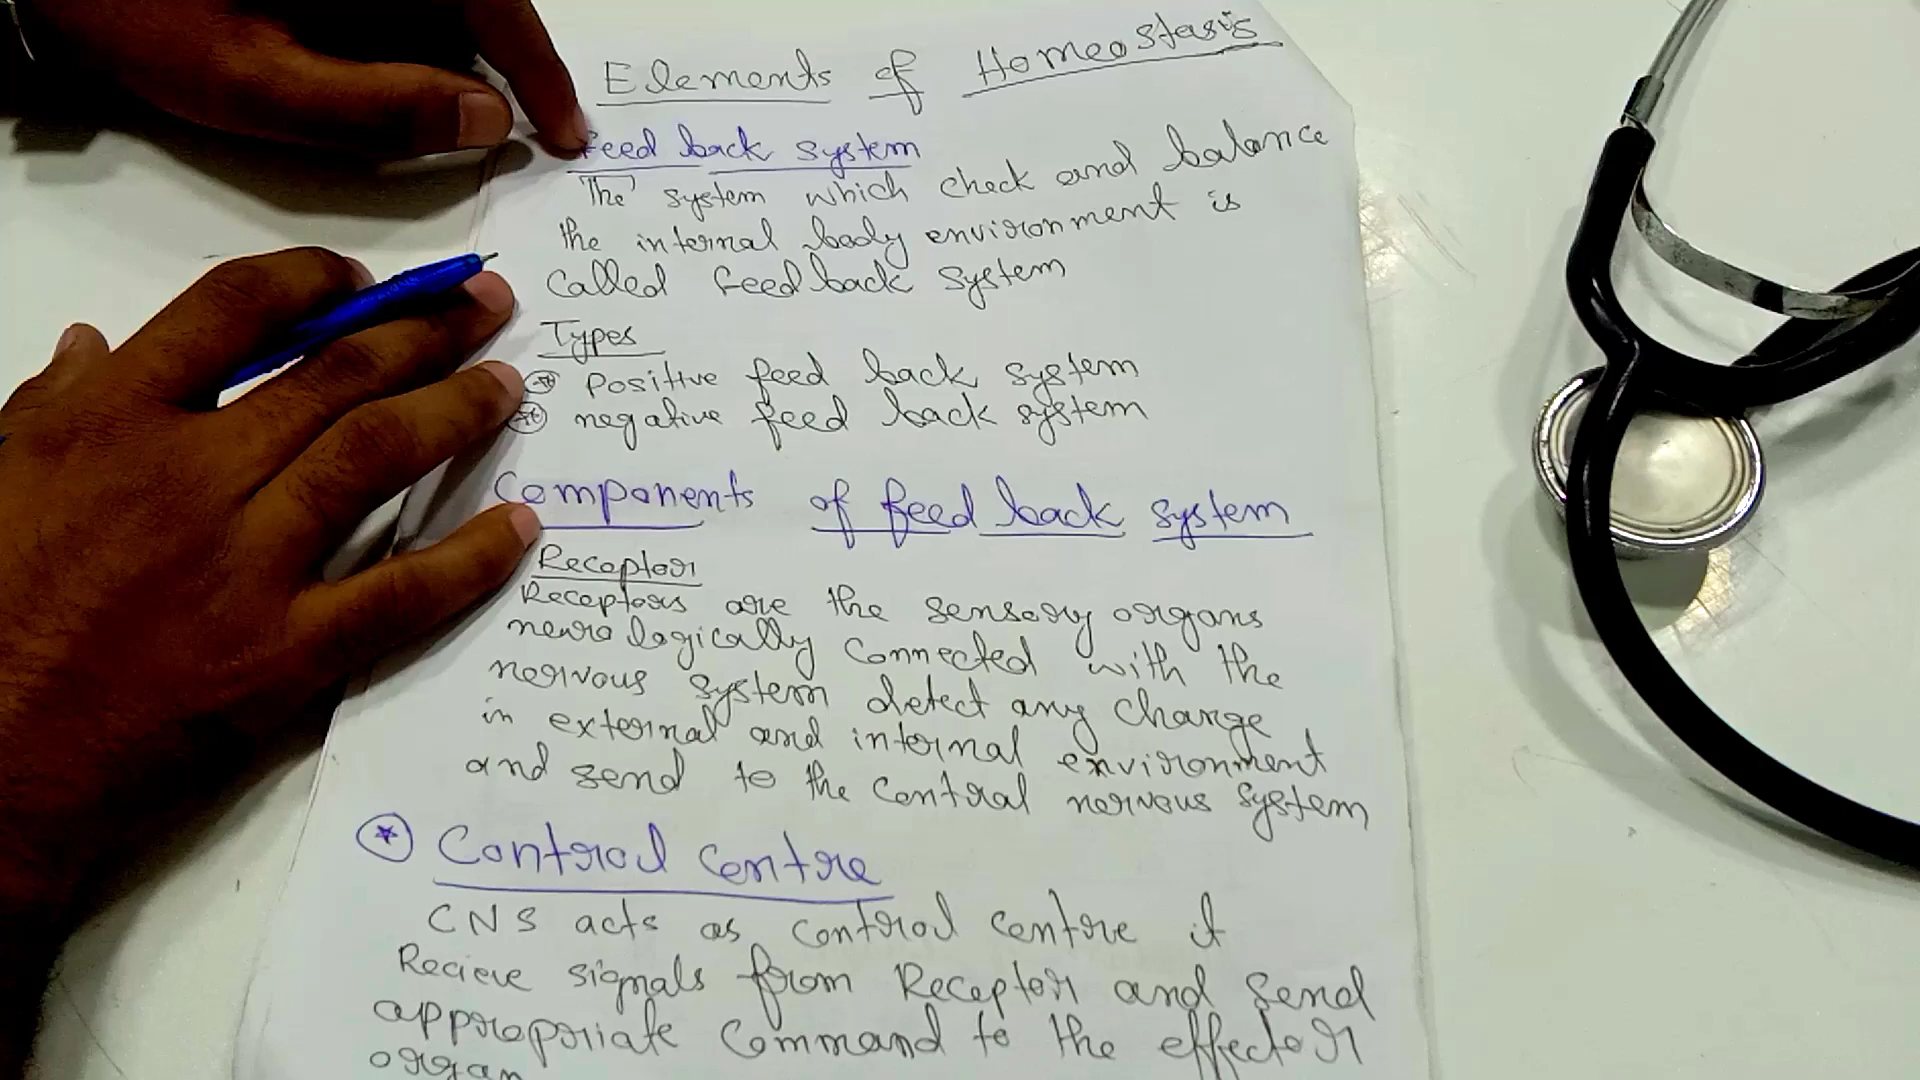 Elements of Homeostasis
Feed back system
The system which check and balance
the internal body environment is
called feed back system
Types
positive feed back system
negative feed back system
Components of feed back system
Receptor
Receptors are the sensory organs
neurologically connected with the
nervous system detect any change
in external and internal environment
and send to the central nervous system
Control centre
CNS acts as control centre it
Recieve signals from Receptor and send
appropriate command to the effector
organ